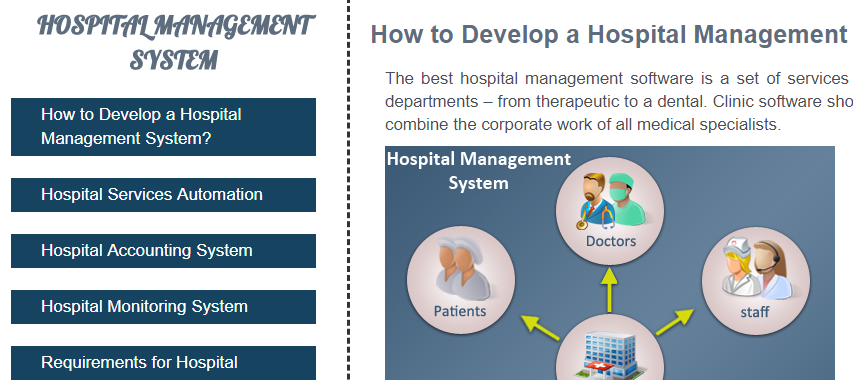 HOSPITAL MANAGEMENT
SYSTEM
How to Develop a Hospital
Management System?
Hospital Services Automation
Hospital Accounting System
Hospital Monitoring System
Requirements for Hospital
How to Develop a Hospital Management
The best hospital management software is a set of services
departments – from therapeutic to a dental. Clinic software sho
combine the corporate work of all medical specialists.
Hospital Management
System
Doctors
Patients
staff